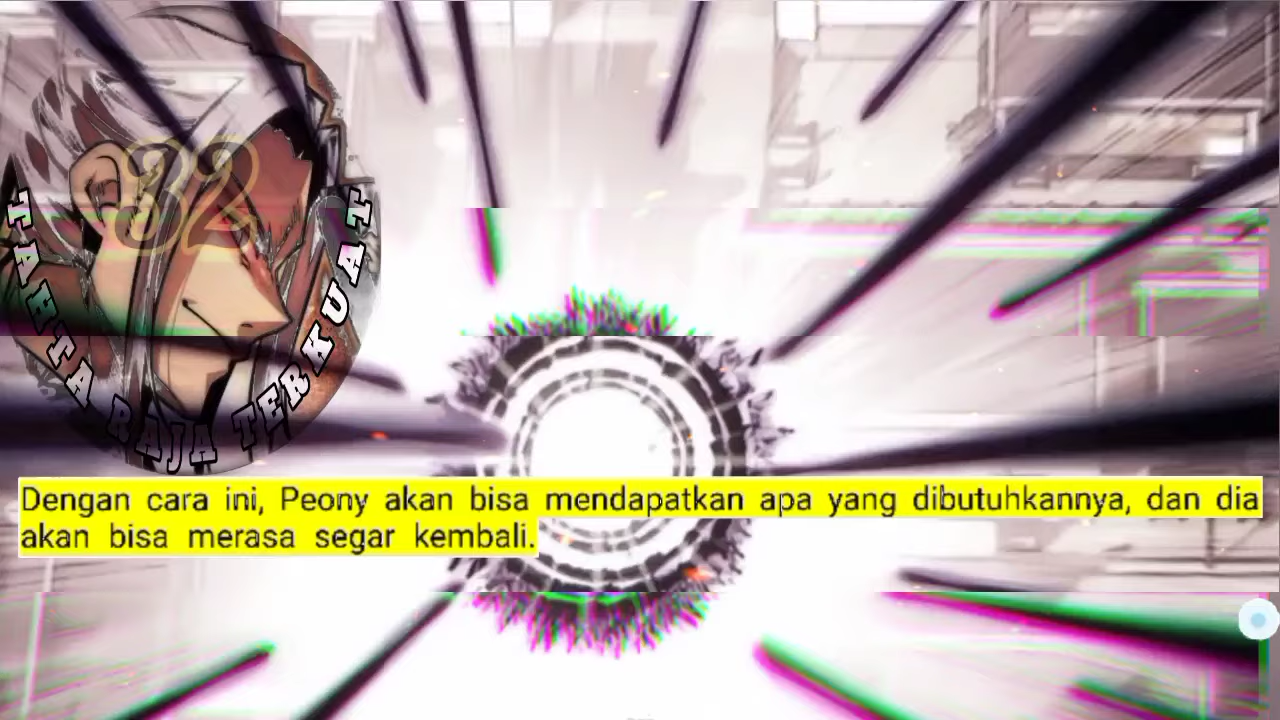 32
TAHTA RAJA TERKUAT
Dengan cara ini, Peony akan bisa mendapatkan apa yang dibutuhkannya, dan dia
akan bisa merasa segar kembali.